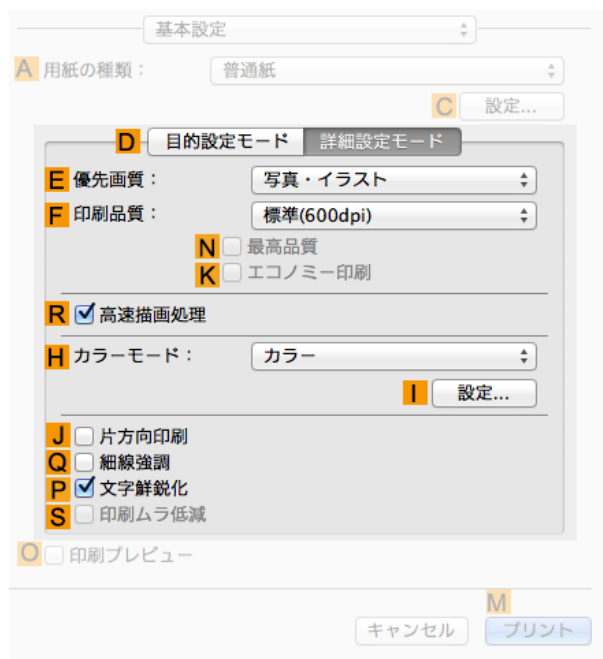 基本設定
A 用紙の種類： 普通紙
C 設定...
D 目的設定モード 詳細設定モード
E 優先画質： 写真・イラスト
F 印刷品質： 標準(600dpi)
N 最高品質
K エコノミー印刷
R 高速描画処理
H カラーモード： カラー
I 設定...
J 片方向印刷
Q 細線強調
P 文字鮮鋭化
S 印刷ムラ低減
O 印刷プレビュー
M
キャンセル プリント